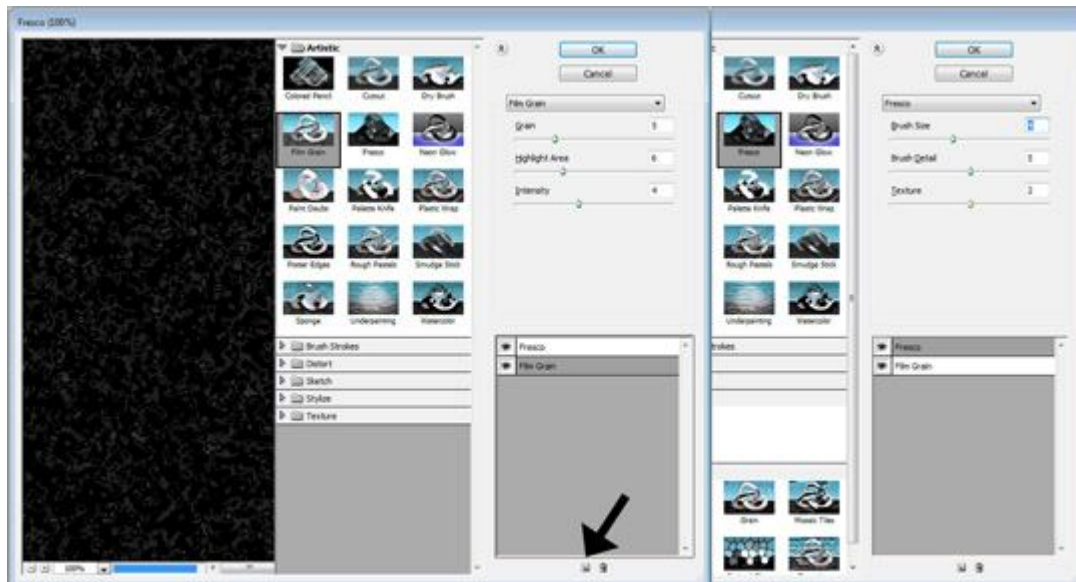 Fresco (100%)
Artistic
Colored Pencil Cutout Dry Brush
Film Grain Fresco Neon Glow
Paint Daubs Palette Knife Plastic Wrap
Poster Edges Rough Pastels Smudge Stick
Sponge Underpainting Watercolor
Brush Strokes
Distort
Sketch
Stylize
Texture
100%
OK
Cancel
Film Grain
Grain 5
Highlight Area 6
Intensity 4
Fresco
Film Grain
Cutout Dry Brush
Fresco Neon Glow
Palette Knife Plastic Wrap
Rough Pastels Smudge Stick
Underpainting Watercolor
trokes
Grain Mosaic Tiles
OK
Cancel
Fresco
Brush Size
Brush Detail 5
Texture 2
Fresco
Film Grain